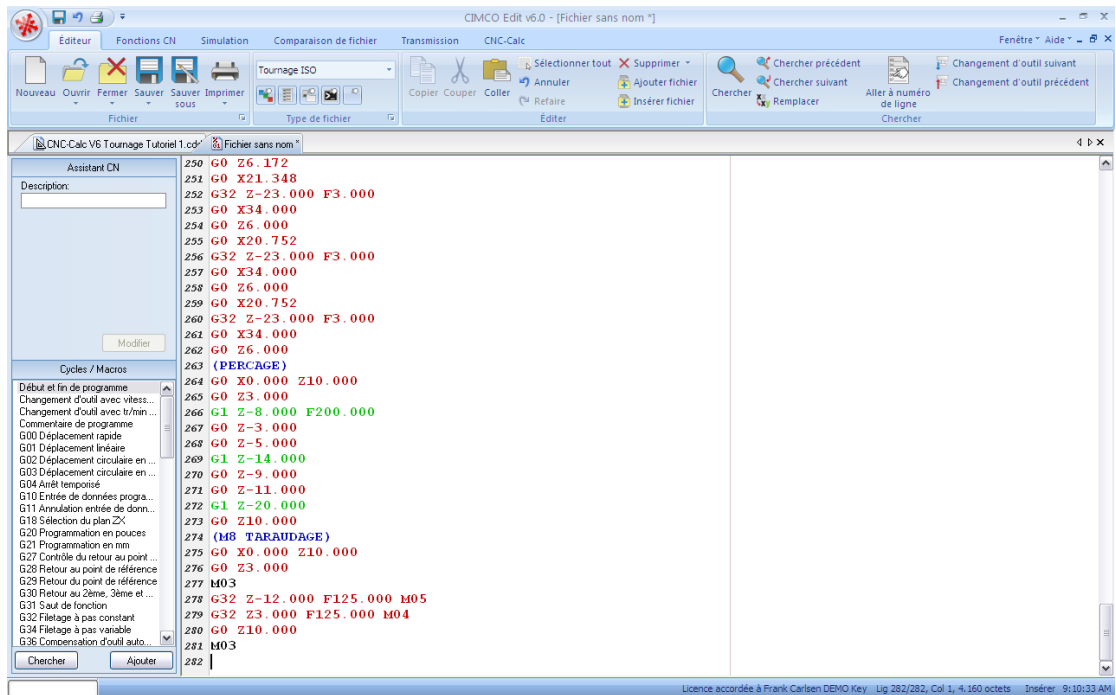 CIMCO Edit v6.0 - [Fichier sans nom *]
Éditeur Fonctions CN Simulation Comparaison de fichier Transmission CNC-Calc Fenêtre Aide
Nouveau Ouvrir Fermer Sauver Sauver sous Imprimer
Fichier
Tournage ISO
Type de fichier
Copier Couper Coller
Sélectionner tout Supprimer
Annuler Ajouter fichier
Refaire Insérer fichier
Éditer
Chercher
Chercher précédent
Chercher suivant
Remplacer
Aller à numéro de ligne
Changement d'outil suivant
Changement d'outil précédent
Chercher
CNC-Calc V6 Tournage Tutoriel 1.cdd Fichier sans nom *
Assistant CN
Description:
Modifier
Cycles / Macros
Début et fin de programme
Changement d'outil avec vitess...
Changement d'outil avec tr/min ...
Commentaire de programme
G00 Déplacement rapide
G01 Déplacement linéaire
G02 Déplacement circulaire en ...
G03 Déplacement circulaire en ...
G04 Arrêt temporisé
G10 Entrée de données progra...
G11 Annulation entrée de donn...
G18 Sélection du plan ZX
G20 Programmation en pouces
G21 Programmation en mm
G27 Contrôle du retour au point ...
G28 Retour au point de référence
G29 Retour du point de référence
G30 Retour au 2ème, 3ème et ...
G31 Saut de fonction
G32 Filetage à pas constant
G34 Filetage à pas variable
G36 Compensation d'outil auto...
Chercher Ajouter
250 G0 Z6.172
251 G0 X21.348
252 G32 Z-23.000 F3.000
253 G0 X34.000
254 G0 Z6.000
255 G0 X20.752
256 G32 Z-23.000 F3.000
257 G0 X34.000
258 G0 Z6.000
259 G0 X20.752
260 G32 Z-23.000 F3.000
261 G0 X34.000
262 G0 Z6.000
263 (PERCAGE)
264 G0 X0.000 Z10.000
265 G0 Z3.000
266 G1 Z-8.000 F200.000
267 G0 Z-3.000
268 G0 Z-5.000
269 G1 Z-14.000
270 G0 Z-9.000
271 G0 Z-11.000
272 G1 Z-20.000
273 G0 Z10.000
274 (M8 TARAUDAGE)
275 G0 X0.000 Z10.000
276 G0 Z3.000
277 M03
278 G32 Z-12.000 F125.000 M05
279 G32 Z3.000 F125.000 M04
280 G0 Z10.000
281 M03
282
Licence accordée à Frank Carlsen DEMO Key Lig 282/282, Col 1, 4.160 octets Insérer 9:10:33 AM